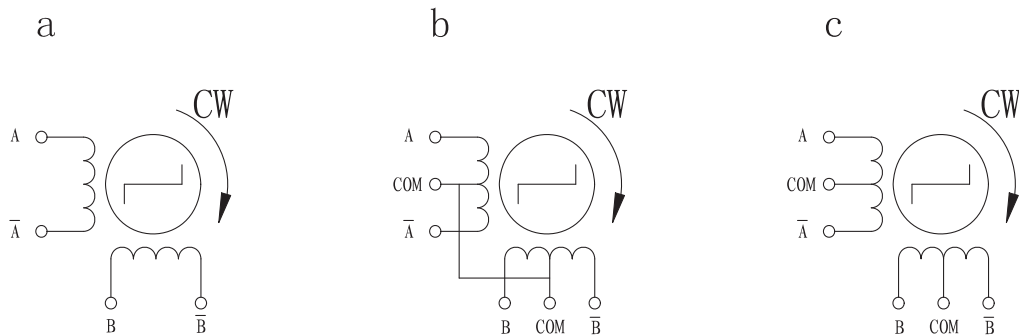 a b c
CW CW CW
A A A
COM COM
A̅ A̅ A̅
B B̅ B COM B̅ B COM B̅